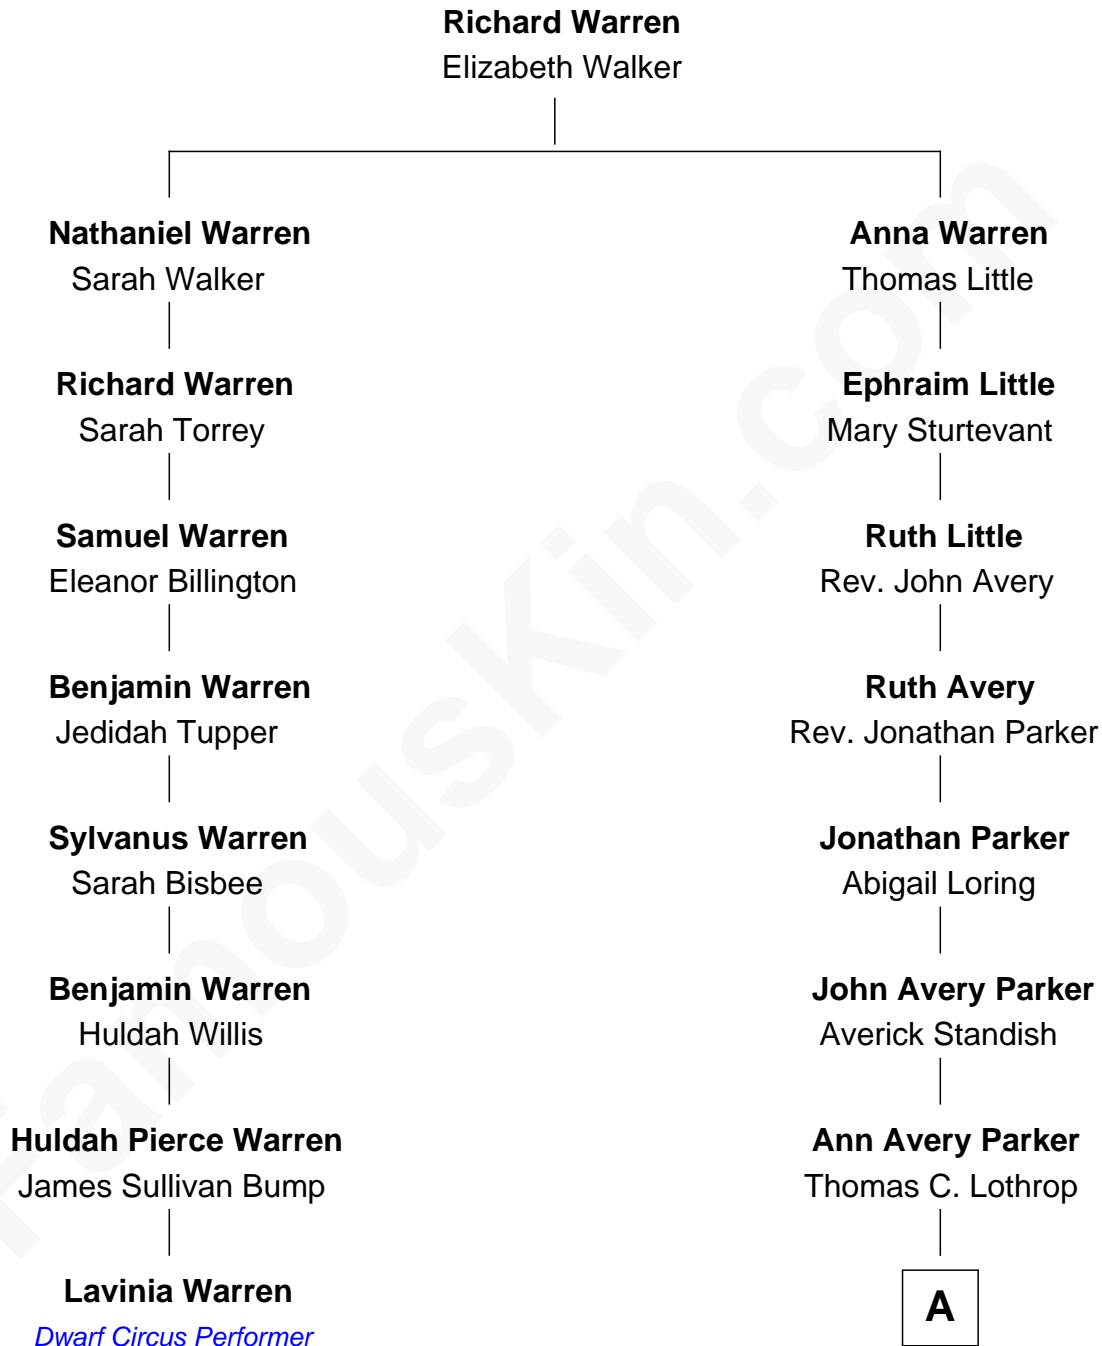 Richard Warren
Elizabeth Walker
Nathaniel Warren
Sarah Walker
Richard Warren
Sarah Torrey
Samuel Warren
Eleanor Billington
Benjamin Warren
Jedidah Tupper
Sylvanus Warren
Sarah Bisbee
Benjamin Warren
Huldah Willis
Huldah Pierce Warren
James Sullivan Bump
Lavinia Warren
Dwarf Circus Performer
Anna Warren
Thomas Little
Ephraim Little
Mary Sturtevant
Ruth Little
Rev. John Avery
Ruth Avery
Rev. Jonathan Parker
Jonathan Parker
Abigail Loring
John Avery Parker
Averick Standish
Ann Avery Parker
Thomas C. Lothrop
A
FamousKin.com